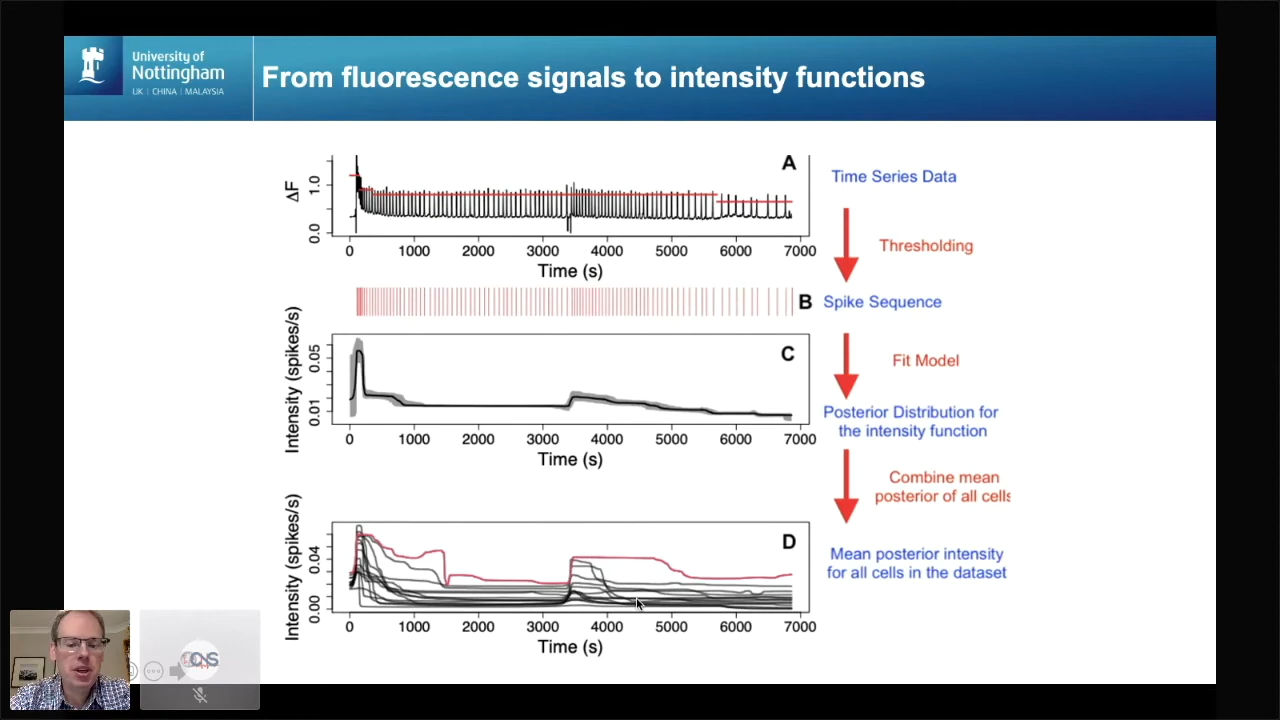 University of
Nottingham
UK | CHINA | MALAYSIA
From fluorescence signals to intensity functions
A
ΔF
1.0
0.0
0 1000 2000 3000 4000 5000 6000 7000
Time (s)
Time Series Data
Thresholding
B
Spike Sequence
Intensity (spikes/s)
0.05
0.01
C
0 1000 2000 3000 4000 5000 6000 7000
Time (s)
Fit Model
Posterior Distribution for
the intensity function
Combine mean
posterior of all cells
Intensity (spikes/s)
0.04
0.00
D
0 1000 2000 3000 4000 5000 6000 7000
Time (s)
Mean posterior intensity
for all cells in the dataset